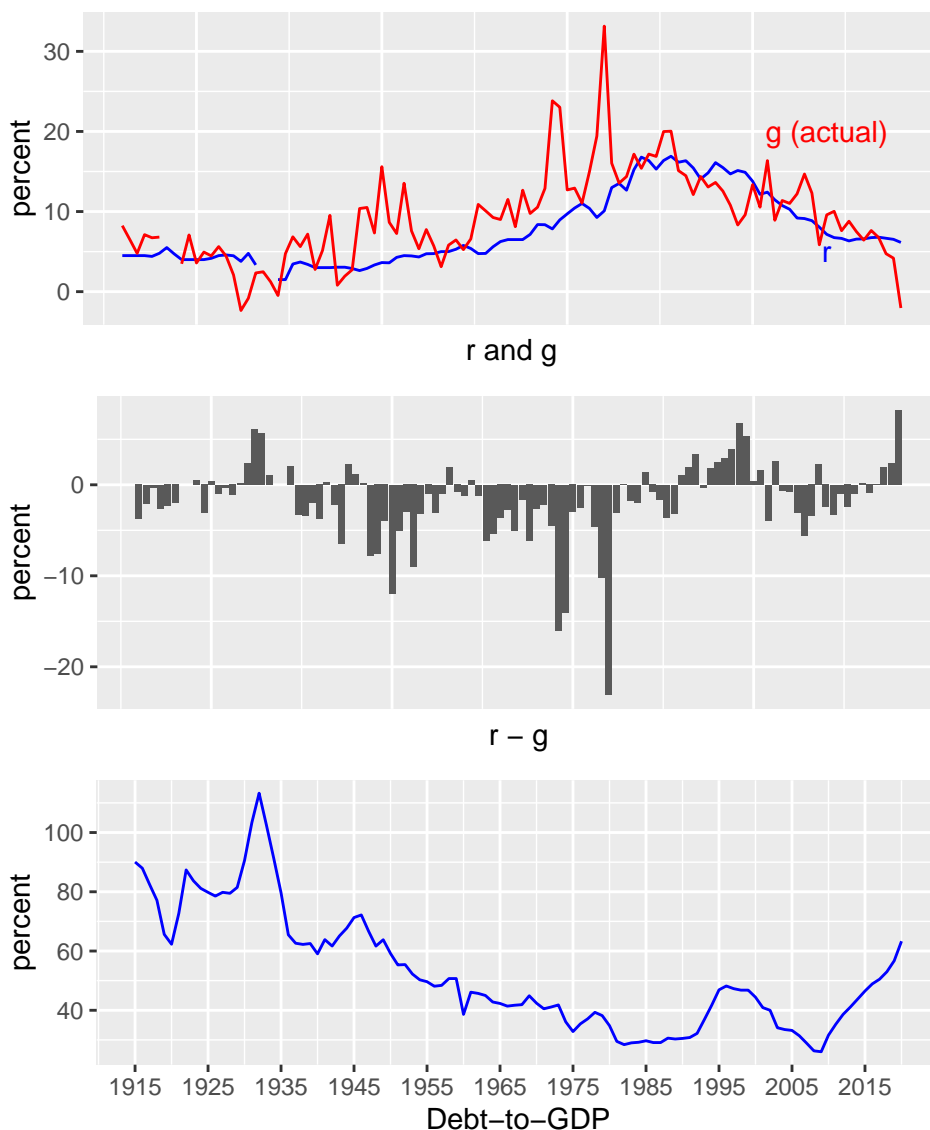 percent
30
20
10
0
g (actual)
r
r and g
percent
0
−10
−20
r − g
percent
100
80
60
40
1915 1925 1935 1945 1955 1965 1975 1985 1995 2005 2015
Debt−to−GDP